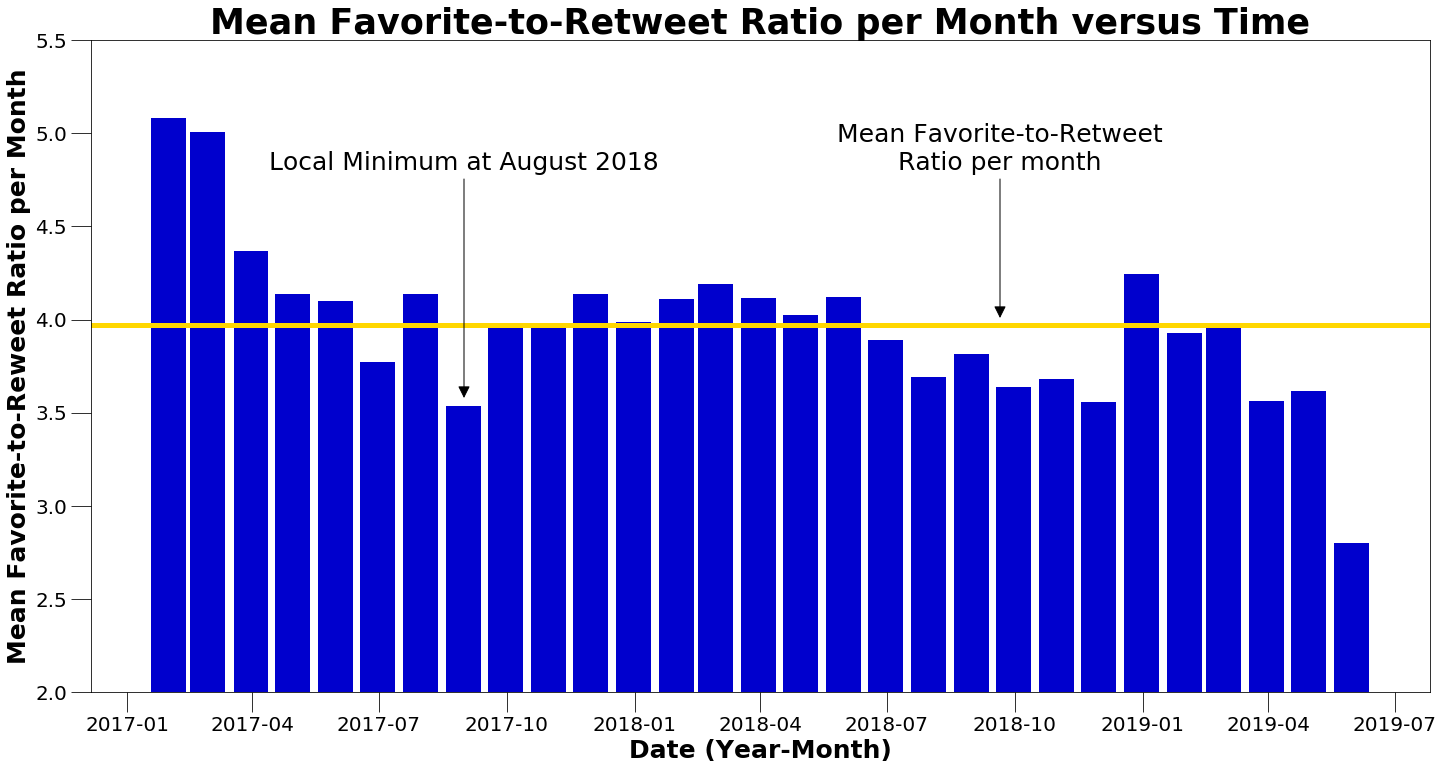 Mean Favorite-to-Retweet Ratio per Month versus Time
Mean Favorite-to-Reweet Ratio per Month
5.5
5.0
4.5
4.0
3.5
3.0
2.5
2.0
Local Minimum at August 2018
Mean Favorite-to-Retweet
Ratio per month
2017-01 2017-04 2017-07 2017-10 2018-01 2018-04 2018-07 2018-10 2019-01 2019-04 2019-07
Date (Year-Month)